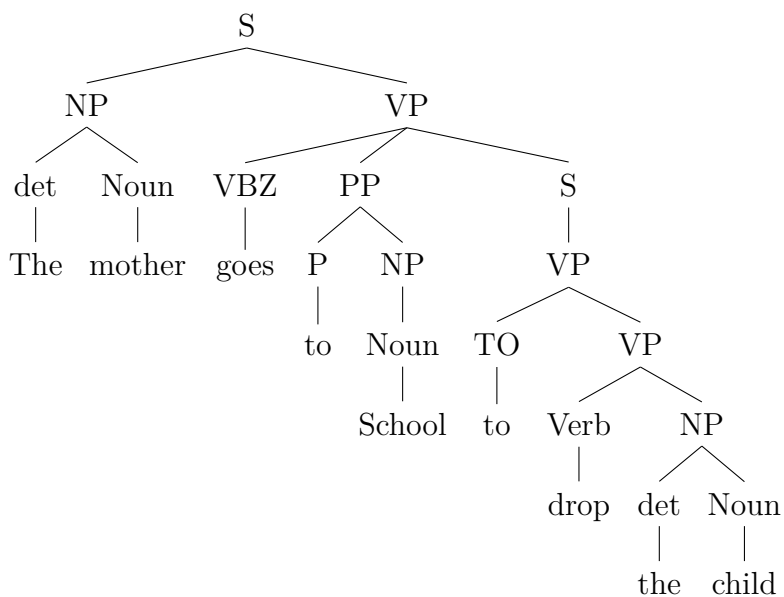 S
NP VP
det Noun VBZ PP S
The mother goes P NP VP
to Noun TO VP
School to Verb NP
drop det Noun
the child